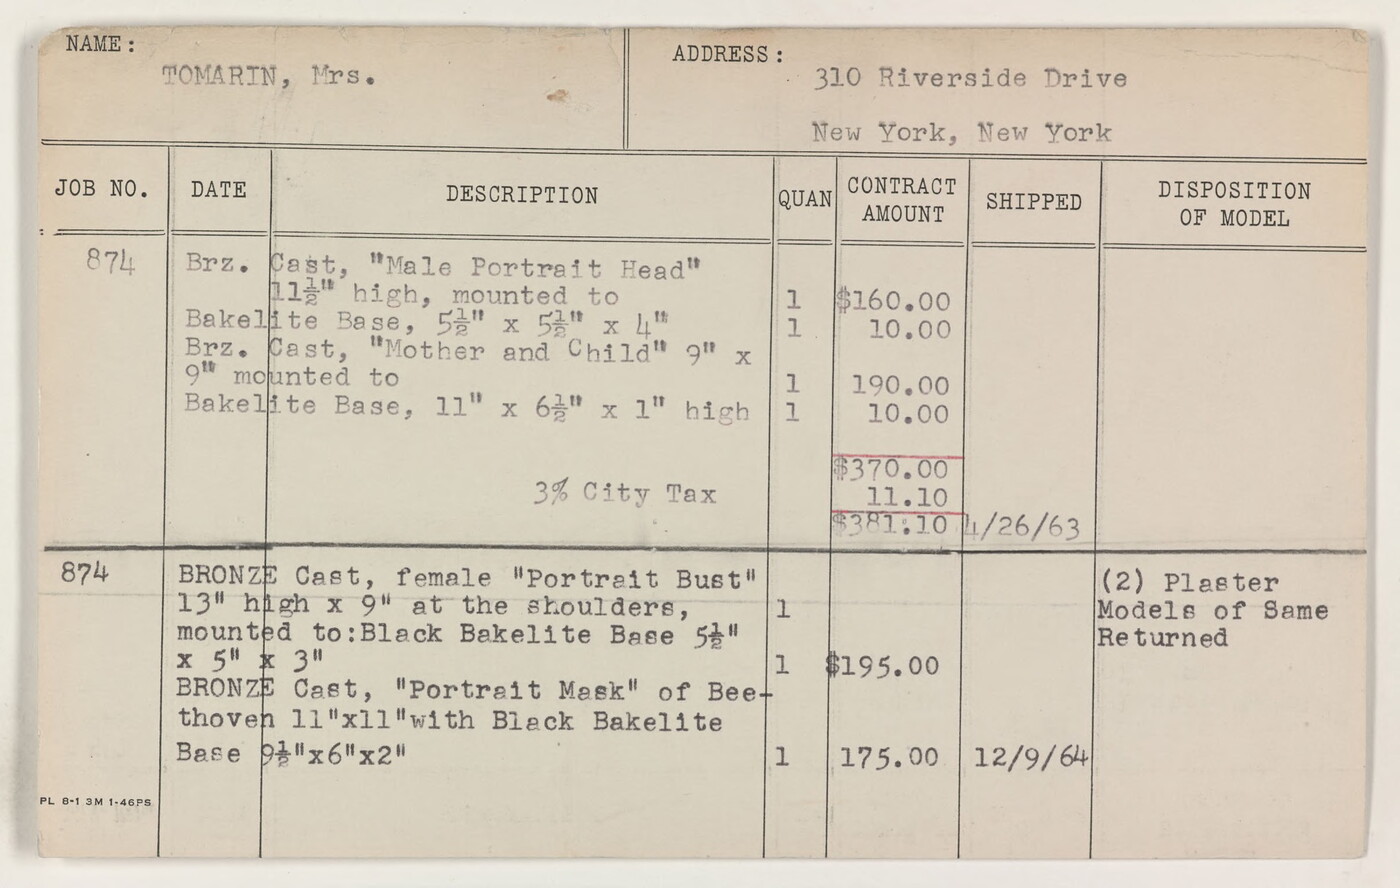 NAME:
TOMARIN, Mrs.
ADDRESS:
310 Riverside Drive
New York, New York
JOB NO. DATE DESCRIPTION QUAN CONTRACT AMOUNT SHIPPED DISPOSITION OF MODEL
874 Brz. Cast, "Male Portrait Head"
11½" high, mounted to 1 $160.00
Bakelite Base, 5½" x 5½" x 4" 1 10.00
Brz. Cast, "Mother and Child" 9" x
9" mounted to 1 190.00
Bakelite Base, 11" x 6½" x 1" high 1 10.00
$370.00
3% City Tax 11.10
$381.10 4/26/63
874 BRONZE Cast, female "Portrait Bust" (2) Plaster
13" high x 9" at the shoulders, 1 Models of Same
mounted to:Black Bakelite Base 5½" Returned
x 5" x 3" 1 $195.00
BRONZE Cast, "Portrait Mask" of Bee-
thoven 11"x11"with Black Bakelite
Base 9½"x6"x2" 1 175.00 12/9/64
PL 8-1 3M 1-46PS